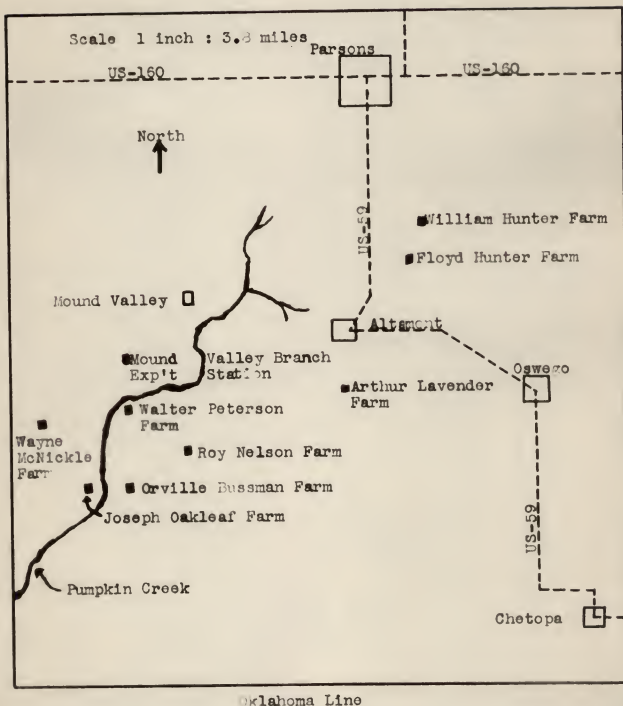 Scale 1 inch : 3.8 miles
Parsons
US-160
US-160
North
US-59
William Hunter Farm
Floyd Hunter Farm
Mound Valley
Altamont
Mound Valley Branch
Exp't Station
Oswego
Arthur Lavender
Farm
Walter Peterson
Farm
Wayne
McNickle
Farm
Roy Nelson Farm
Orville Bussman Farm
Joseph Oakleaf Farm
US-59
Pumpkin Creek
Chetopa
Oklahoma Line